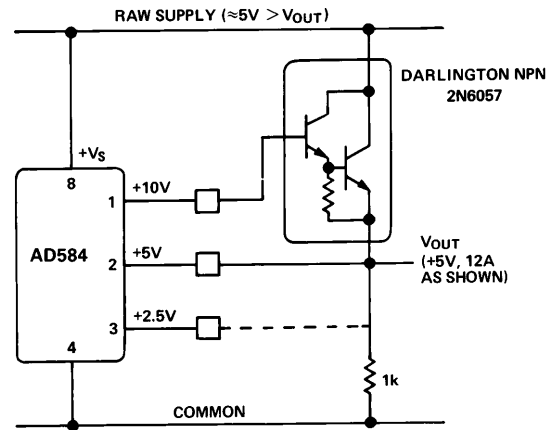 RAW SUPPLY (≈5V > VOUT)
DARLINGTON NPN
2N6057
+VS
8
+10V
1
AD584
2
+5V
VOUT
(+5V, 12A
AS SHOWN)
3
+2.5V
4
1k
COMMON